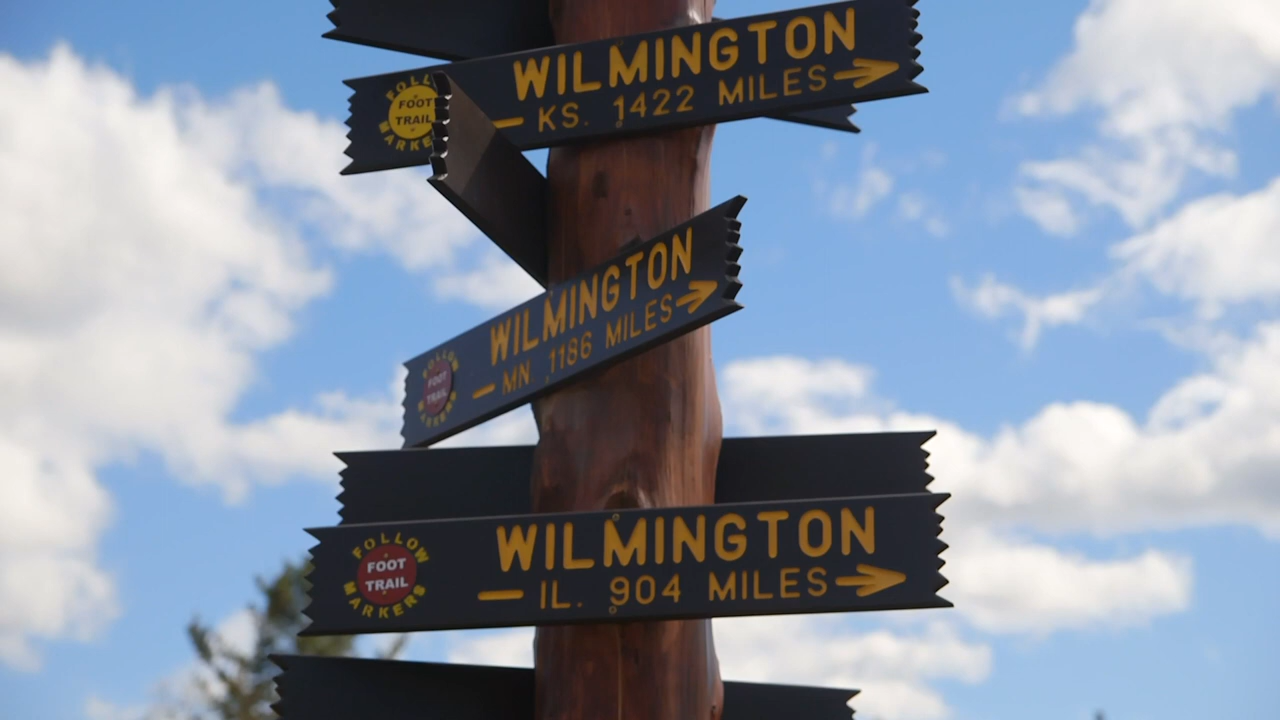 WILMINGTON
FOLLOW
FOOT
TRAIL
MARKERS
— KS. 1422 MILES →
WILMINGTON
FOLLOW
FOOT
TRAIL
MARKERS
— MN 1186 MILES →
WILMINGTON
FOLLOW
FOOT
TRAIL
MARKERS
— IL. 904 MILES →